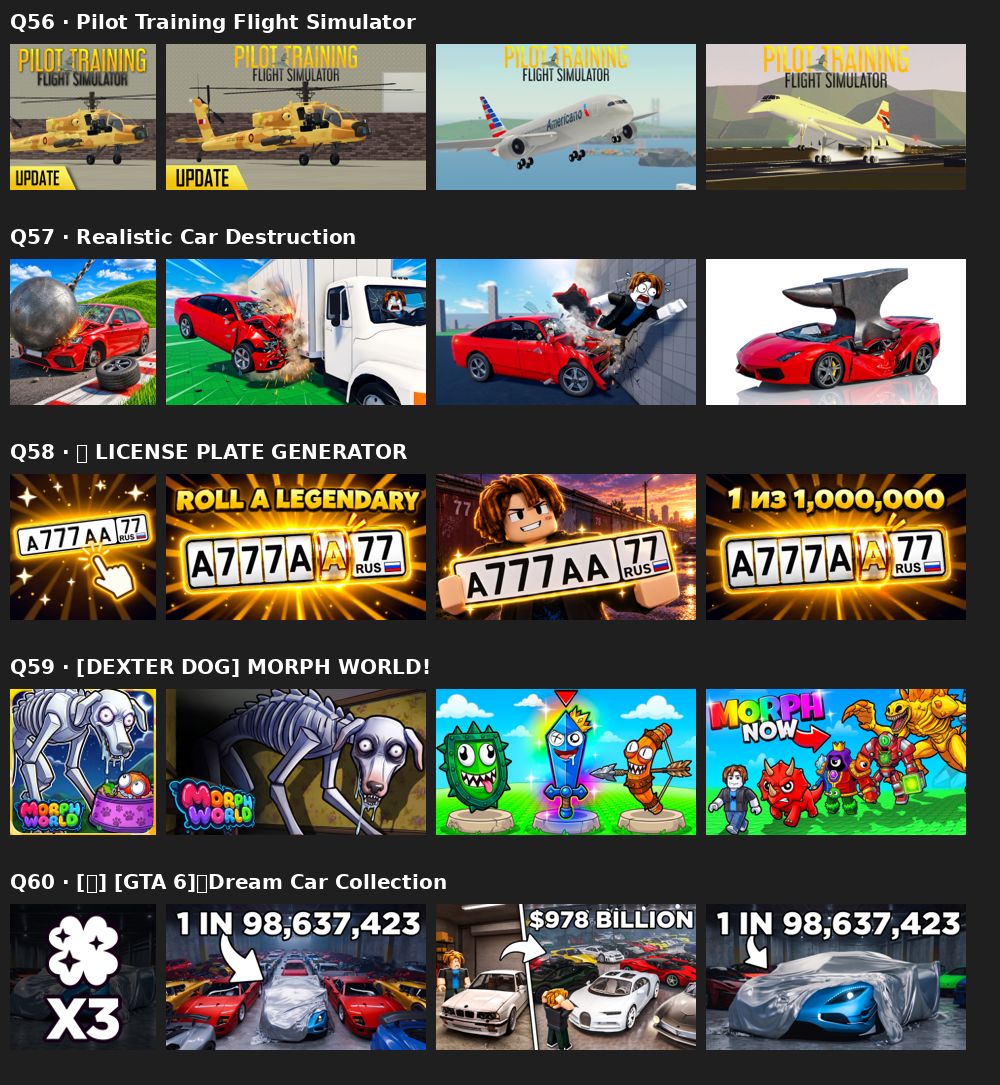 Q56 · Pilot Training Flight Simulator
PILOT TRAINING
FLIGHT SIMULATOR
UPDATE
PILOT TRAINING
FLIGHT SIMULATOR
UPDATE
PILOT TRAINING
FLIGHT SIMULATOR
Americano
PILOT TRAINING
FLIGHT SIMULATOR
Q57 · Realistic Car Destruction
Q58 · LICENSE PLATE GENERATOR
A777AA 77
RUS
ROLL A LEGENDARY
A777AA 77
RUS
77
A777AA 77
RUS
1 ИЗ 1,000,000
A777AA 77
RUS
Q59 · [DEXTER DOG] MORPH WORLD!
MORPH
WORLD
MORPH
WORLD
MORPH
NOW
Q60 · [] [GTA 6]Dream Car Collection
X3
1 IN 98,637,423
$978 BILLION
1 IN 98,637,423